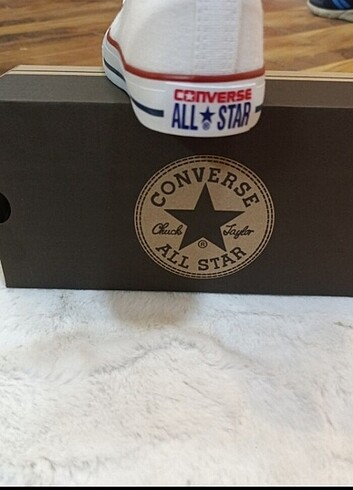 CONVERSE
ALL ★ STAR
®
CONVERSE
Chuck Taylor
®
ALL STAR